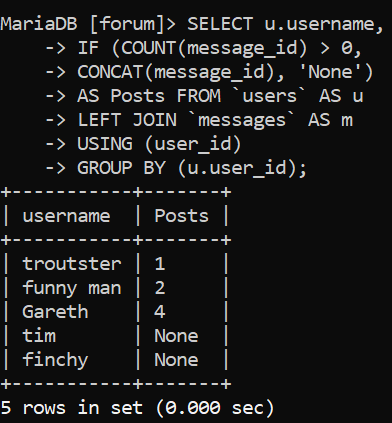 MariaDB [forum]> SELECT u.username,
    -> IF (COUNT(message_id) > 0,
    -> CONCAT(message_id), 'None')
    -> AS Posts FROM `users` AS u
    -> LEFT JOIN `messages` AS m
    -> USING (user_id)
    -> GROUP BY (u.user_id);
+-----------+-------+
| username  | Posts |
+-----------+-------+
| troutster | 1     |
| funny man | 2     |
| Gareth    | 4     |
| tim       | None  |
| finchy    | None  |
+-----------+-------+
5 rows in set (0.000 sec)